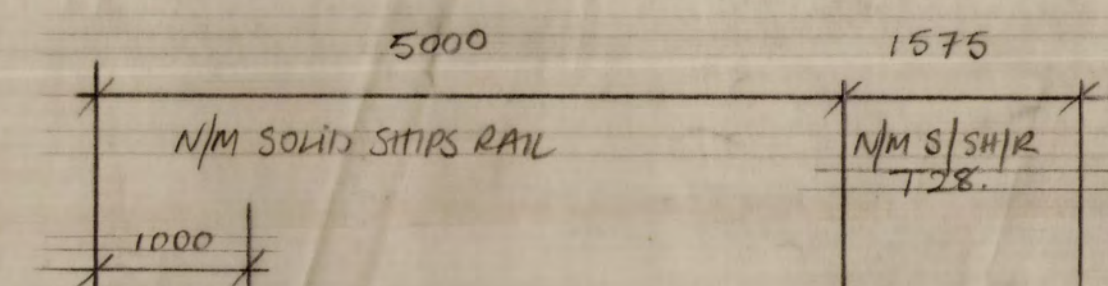 5000
1575
N/M SOLID SHIPS RAIL
N/M S/SH/R
T28.
1000